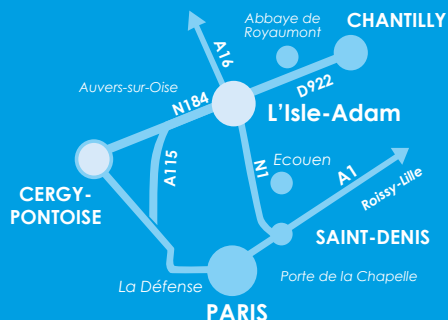 Abbaye de
Royaumont
CHANTILLY
A16
Auvers-sur-Oise
N184
D922
L'Isle-Adam
A115
N1
Ecouen
A1
Roissy-Lille
CERGY-
PONTOISE
SAINT-DENIS
La Défense
Porte de la Chapelle
PARIS